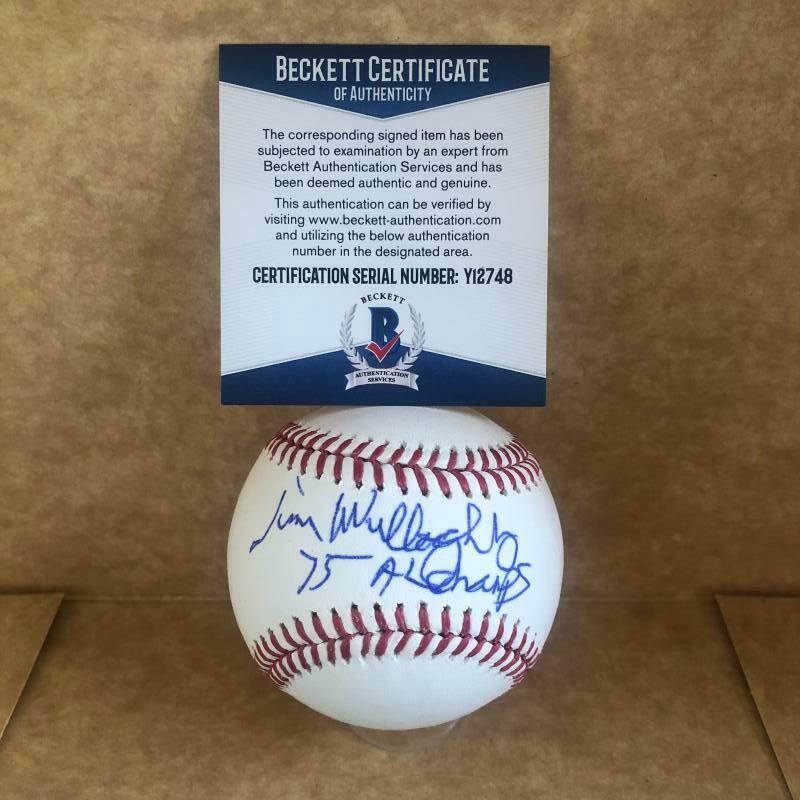 BECKETT CERTIFICATE
OF AUTHENTICITY
The corresponding signed item has been
subjected to examination by an expert from
Beckett Authentication Services and has
been deemed authentic and genuine.
This authentication can be verified by
visiting www.beckett-authentication.com
and utilizing the below authentication
number in the designated area.
CERTIFICATION SERIAL NUMBER: Y12748
BECKETT
B
AUTHENTICATION
SERVICES
Jim
75 AL Champs